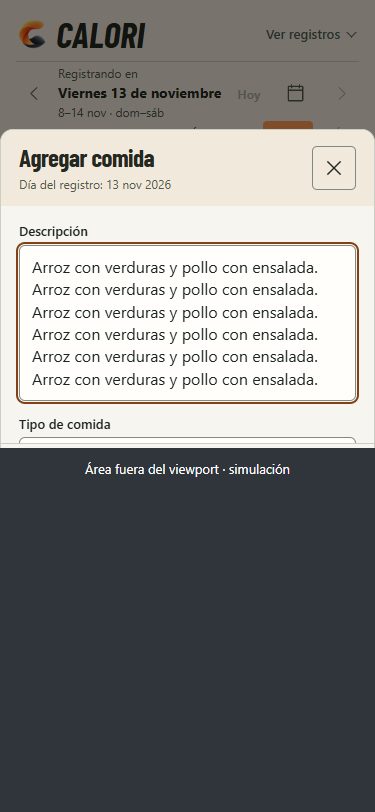 CALORI
Ver registros
Registrando en
Viernes 13 de noviembre
Hoy
8–14 nov · dom–sáb
Agregar comida
Día del registro: 13 nov 2026
Descripción
Arroz con verduras y pollo con ensalada.
Arroz con verduras y pollo con ensalada.
Arroz con verduras y pollo con ensalada.
Arroz con verduras y pollo con ensalada.
Arroz con verduras y pollo con ensalada.
Arroz con verduras y pollo con ensalada.
Tipo de comida
Área fuera del viewport · simulación